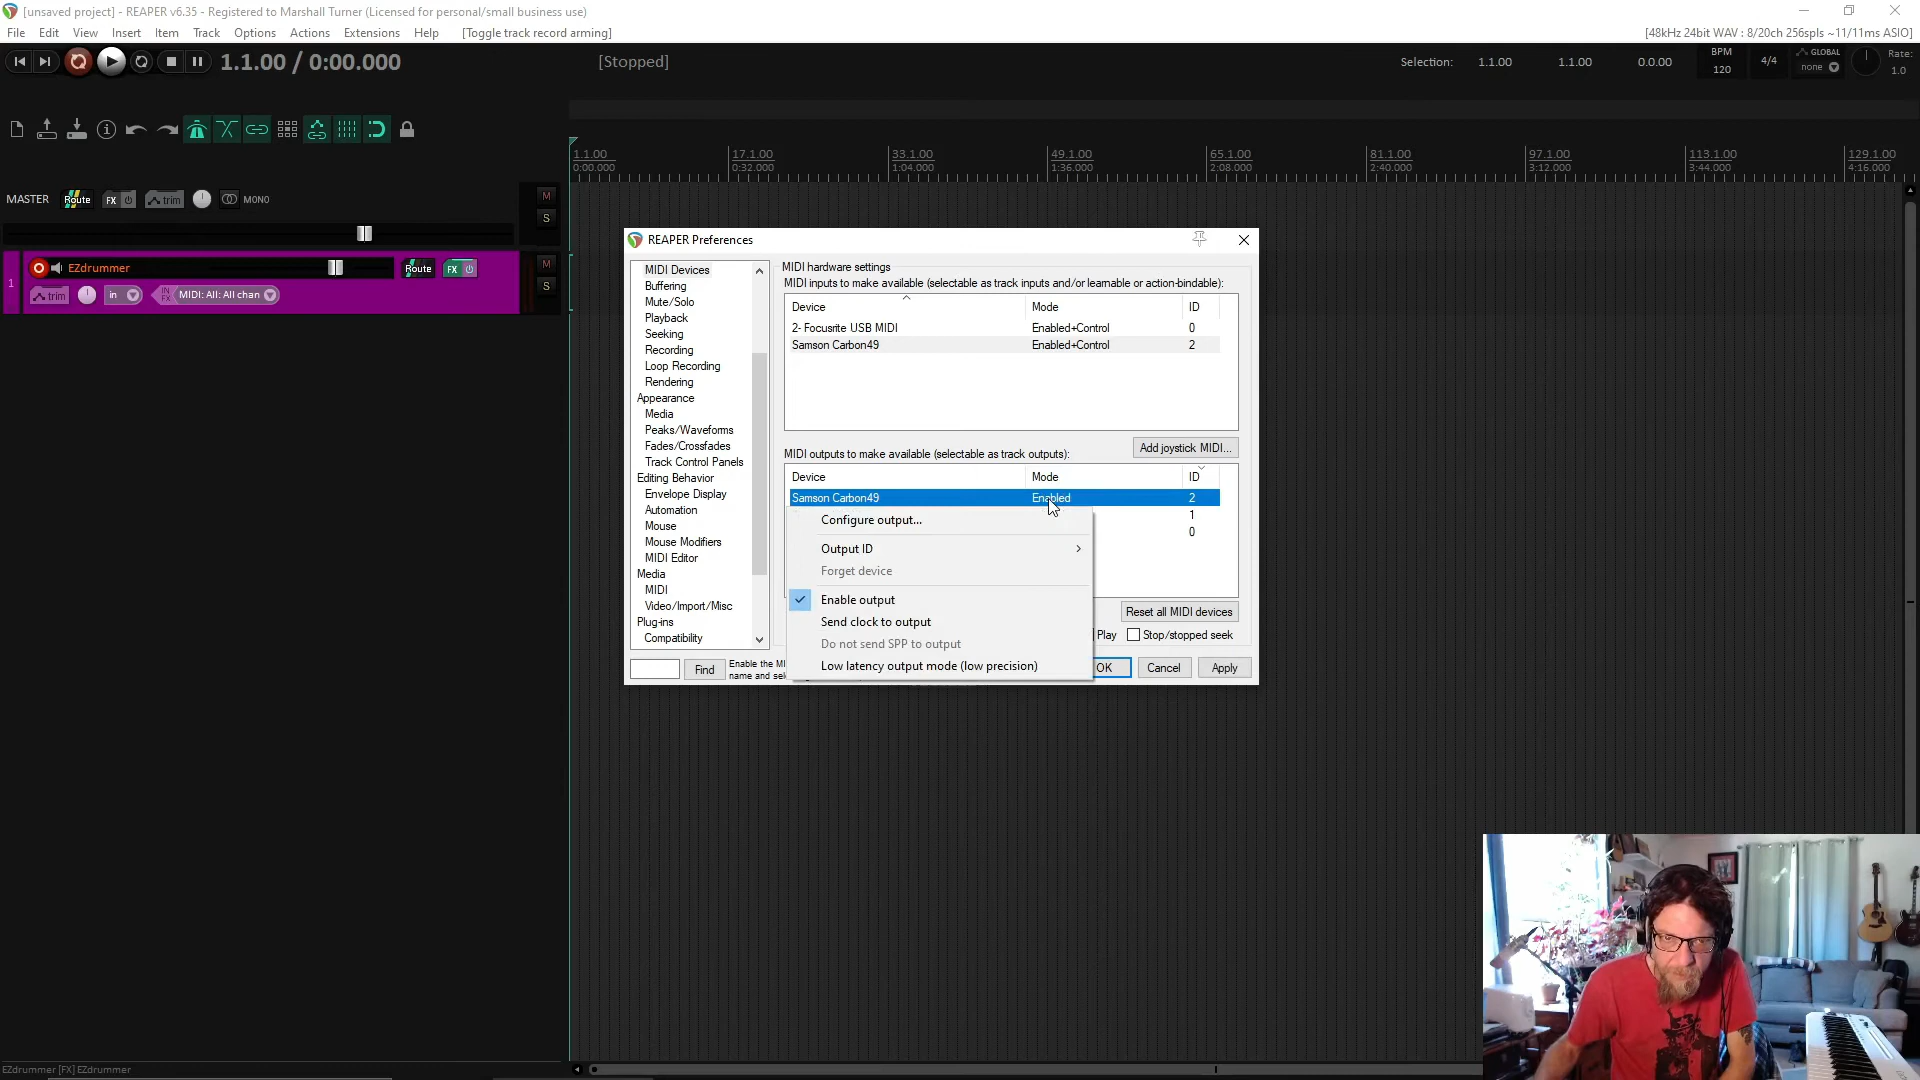 [unsaved project] - REAPER v6.35 - Registered to Marshall Turner (Licensed for personal/small business use)
File Edit View Insert Item Track Options Actions Extensions Help [Toggle track record arming] [48kHz 24bit WAV : 8/20ch 256spls ~11/11ms ASIO]
1.1.00 / 0:00.000 [Stopped] Selection: 1.1.00 1.1.00 0.0.00 BPM 120 4/4 GLOBAL none Rate: 1.0
1.1.00 17.1.00 33.1.00 49.1.00 65.1.00 81.1.00 97.1.00 113.1.00 129.1.00
0:00.000 0:32.000 1:04.000 1:36.000 2:08.000 2:40.000 3:12.000 3:44.000 4:16.000
MASTER Route FX trim MONO M
S
1 EZdrummer Route FX M
trim in IN FX MIDI: All: All chan S
REAPER Preferences
MIDI Devices
Buffering
Mute/Solo
Playback
Seeking
Recording
Loop Recording
Rendering
Appearance
Media
Peaks/Waveforms
Fades/Crossfades
Track Control Panels
Editing Behavior
Envelope Display
Automation
Mouse
Mouse Modifiers
MIDI Editor
Media
MIDI
Video/Import/Misc
Plug-ins
Compatibility
MIDI hardware settings
MIDI inputs to make available (selectable as track inputs and/or learnable or action-bindable):
Device Mode ID
2- Focusrite USB MIDI Enabled+Control 0
Samson Carbon49 Enabled+Control 2
Add joystick MIDI...
MIDI outputs to make available (selectable as track outputs):
Device Mode ID
Samson Carbon49 Enabled 2
1
0
Configure output...
Output ID
Forget device
Enable output
Send clock to output
Do not send SPP to output
Low latency output mode (low precision)
Reset all MIDI devices
Play Stop/stopped seek
Find Enable the MI
name and sel
OK Cancel Apply
EZdrummer [FX] EZdrummer